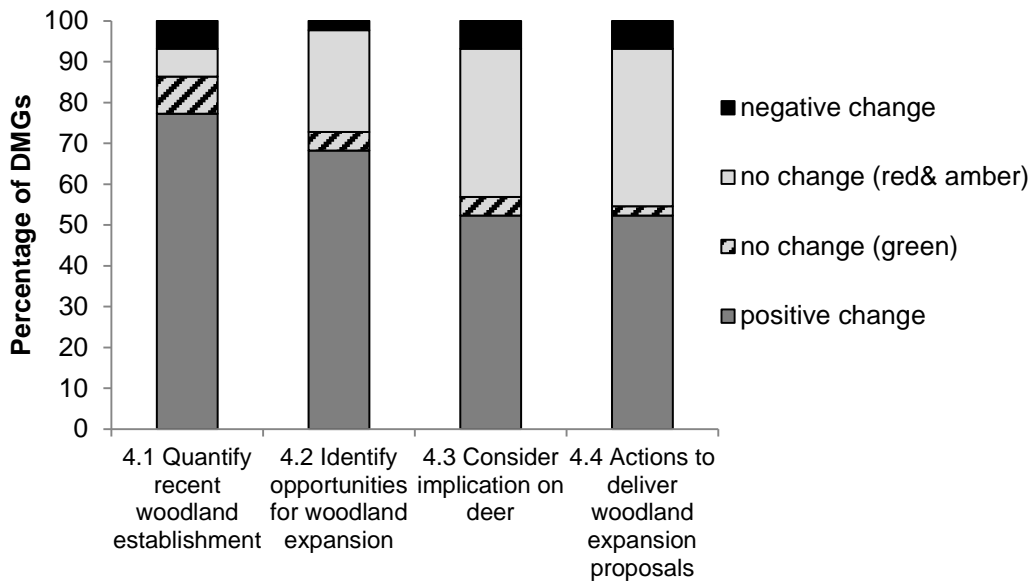 Percentage of DMGs
100
90
80
70
60
50
40
30
20
10
0
4.1 Quantify
recent
woodland
establishment
4.2 Identify
opportunities
for woodland
expansion
4.3 Consider
implication on
deer
4.4 Actions to
deliver
woodland
expansion
proposals
negative change
no change (red& amber)
no change (green)
positive change